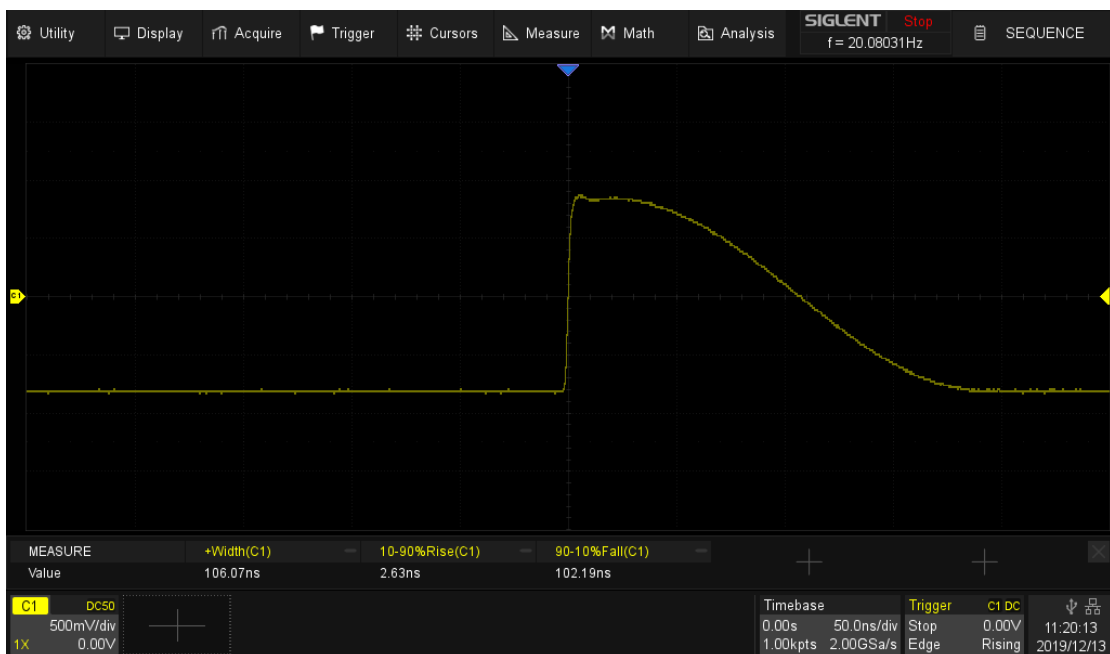 Utility Display Acquire Trigger Cursors Measure Math Analysis SIGLENT Stop SEQUENCE
f = 20.08031Hz
C1
MEASURE +Width(C1) 10-90%Rise(C1) 90-10%Fall(C1)
Value 106.07ns 2.63ns 102.19ns
C1 DC50 Timebase Trigger C1 DC
500mV/div 0.00s 50.0ns/div Stop 0.00V 11:20:13
1X 0.00V 1.00kpts 2.00GSa/s Edge Rising 2019/12/13